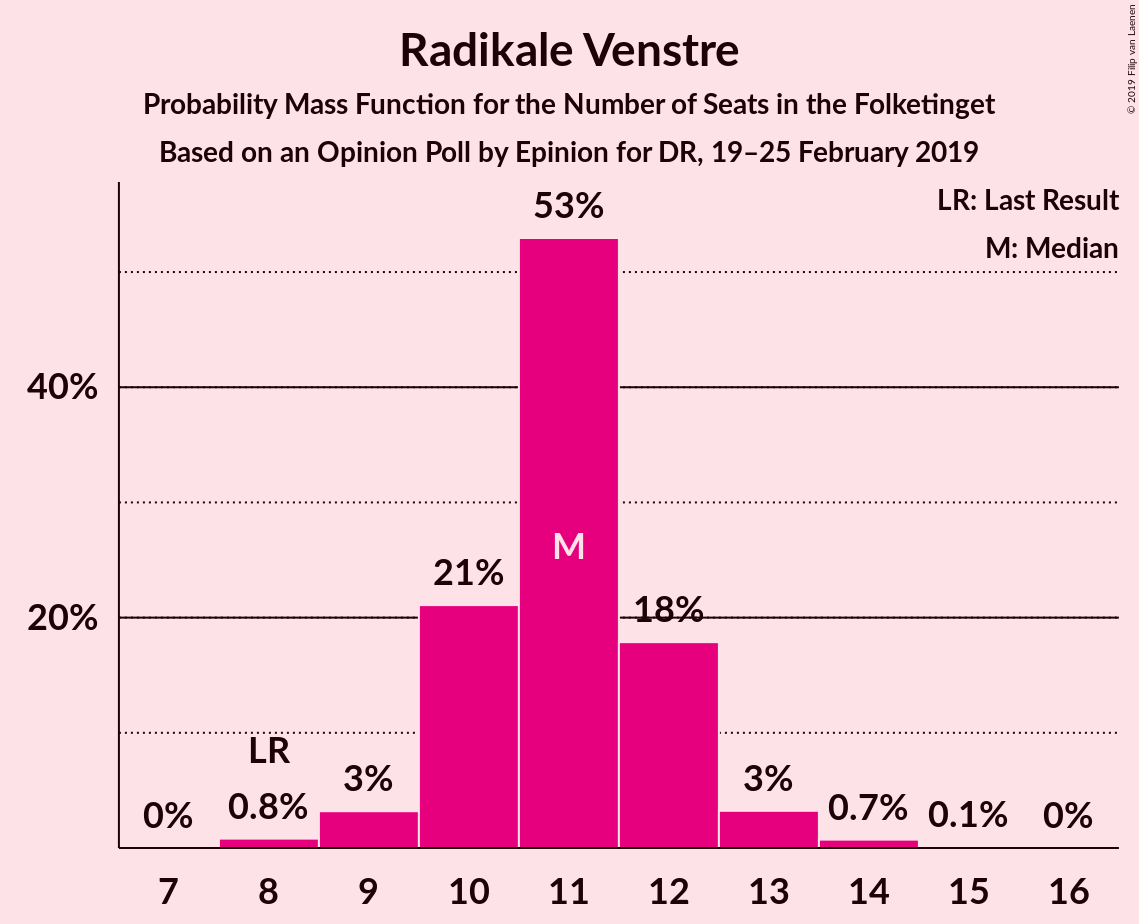 Radikale Venstre
Probability Mass Function for the Number of Seats in the Folketinget
Based on an Opinion Poll by Epinion for DR, 19–25 February 2019
© 2019 Filip van Laenen
LR: Last Result
M: Median
53%
40%
M
21%
20%
18%
LR
0%
0.8%
3%
3%
0.7%
0.1%
0%
7 8 9 10 11 12 13 14 15 16